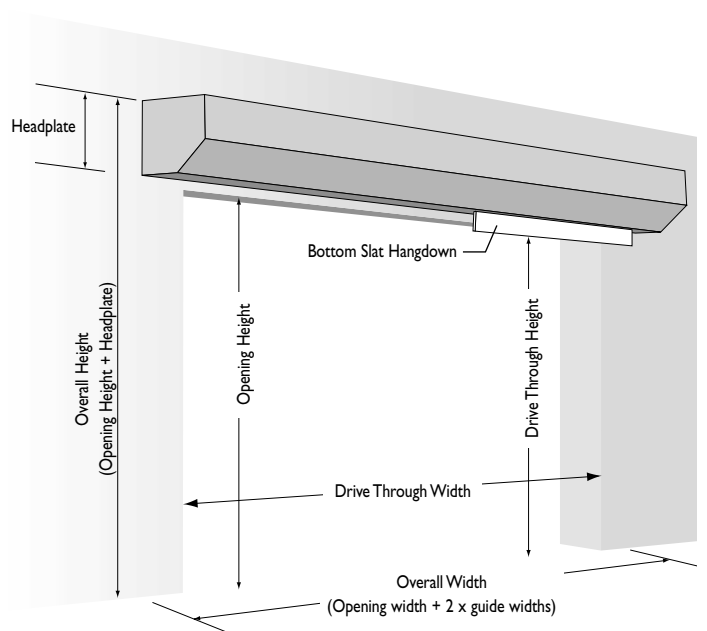 Headplate
Bottom Slat Hangdown
Overall Height
(Opening Height + Headplate)
Opening Height
Drive Through Height
Drive Through Width
Overall Width
(Opening width + 2 x guide widths)